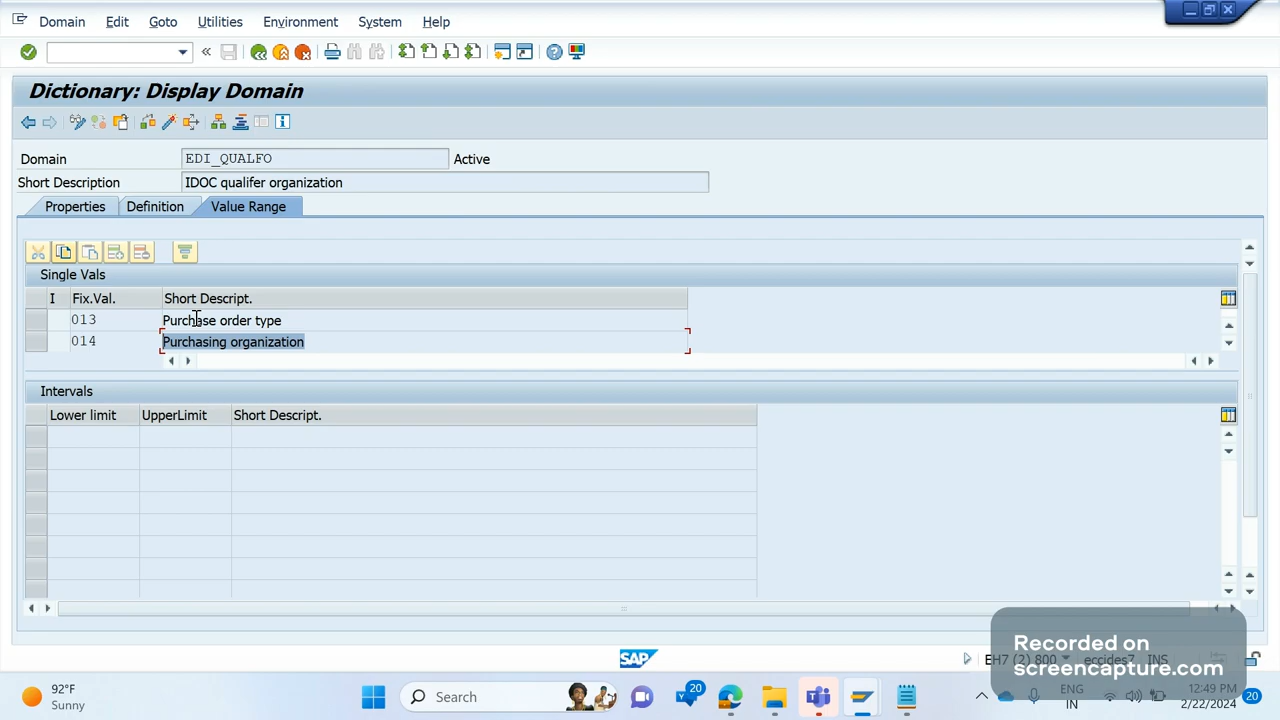 Domain Edit Goto Utilities Environment System Help
Dictionary: Display Domain
Domain EDI_QUALFO Active
Short Description IDOC qualifer organization
Properties Definition Value Range
Single Vals
I Fix.Val. Short Descript.
013 Purchase order type
014 Purchasing organization
Intervals
Lower limit UpperLimit Short Descript.
Recorded on
screencapture.com
SAP EH7 (2) 800 eccides7 INS
92°F
Sunny
Search
20
ENG
IN
12:49 PM
2/22/2024
20